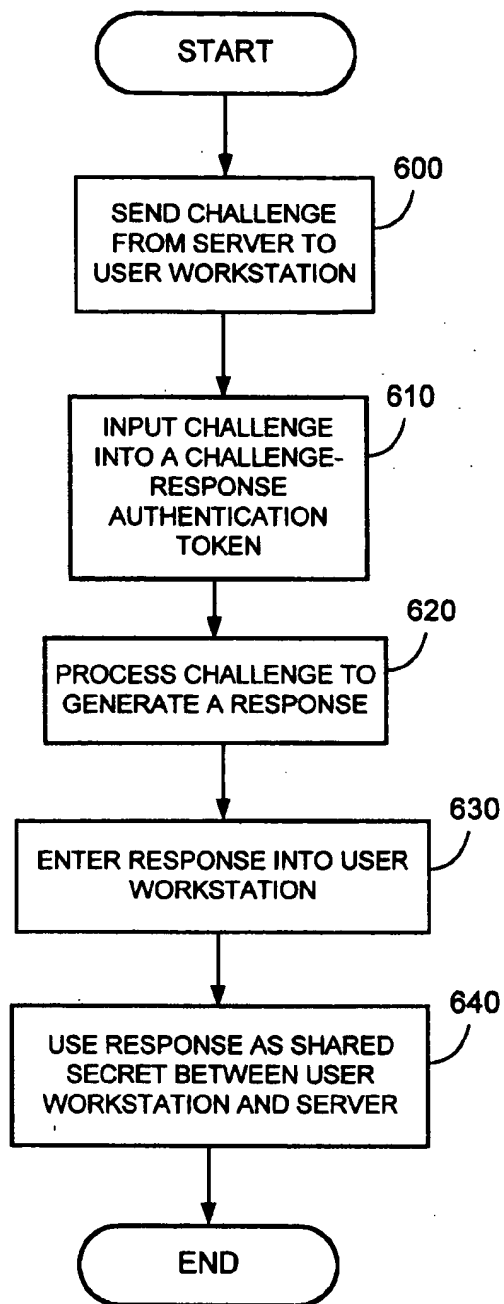 START
600
SEND CHALLENGE
FROM SERVER TO
USER WORKSTATION
610
INPUT CHALLENGE
INTO A CHALLENGE-
RESPONSE
AUTHENTICATION
TOKEN
620
PROCESS CHALLENGE TO
GENERATE A RESPONSE
630
ENTER RESPONSE INTO USER
WORKSTATION
640
USE RESPONSE AS SHARED
SECRET BETWEEN USER
WORKSTATION AND SERVER
END